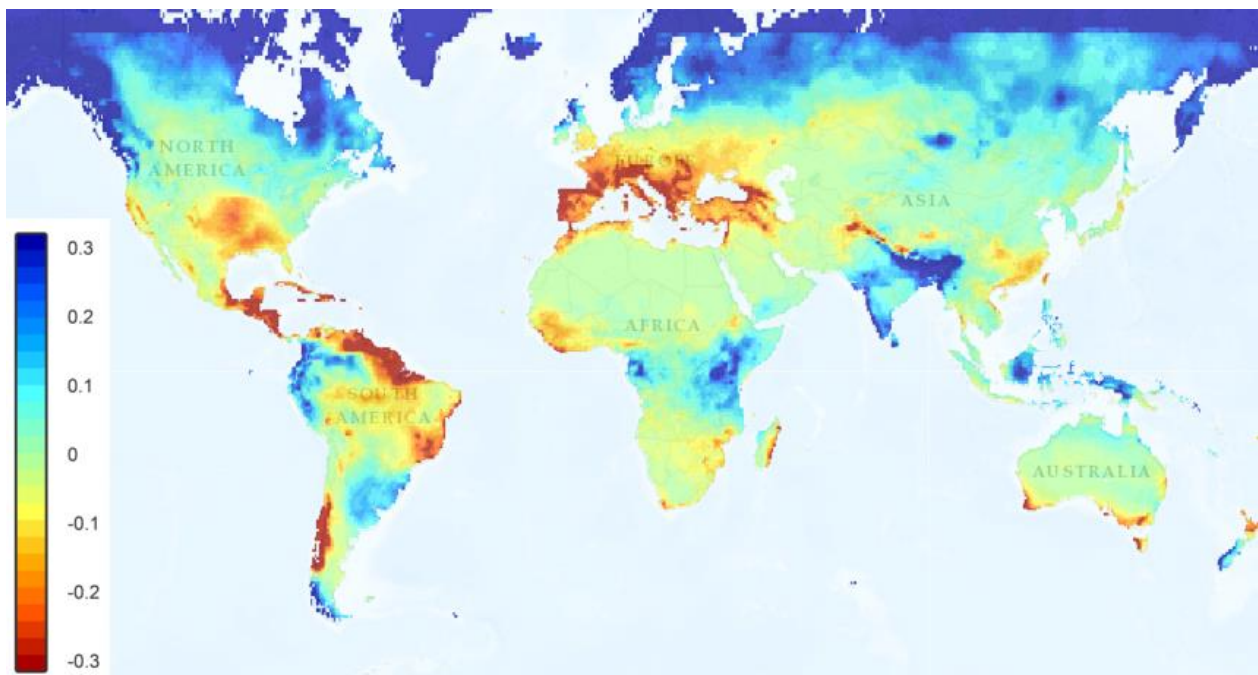 NORTH
AMERICA
EUROPE
ASIA
AFRICA
SOUTH
AMERICA
AUSTRALIA
0.3
0.2
0.1
0
-0.1
-0.2
-0.3